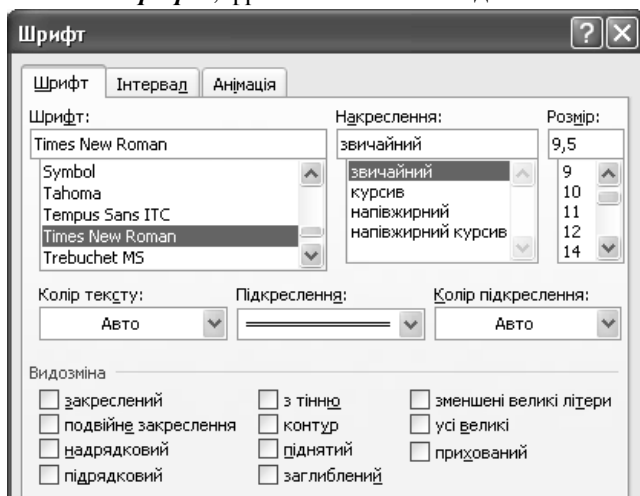 Шрифт
Шрифт Інтервал Анімація
Шрифт: Накреслення: Розмір:
Times New Roman звичайний 9,5
Symbol звичайний 9
Tahoma курсив 10
Tempus Sans ITC напівжирний 11
Times New Roman напівжирний курсив 12
Trebuchet MS 14
Колір тексту: Підкреслення: Колір підкреслення:
Авто Авто
Видозміна
закреслений з тінню зменшені великі літери
подвійне закреслення контур усі великі
надрядковий піднятий прихований
підрядковий заглиблений